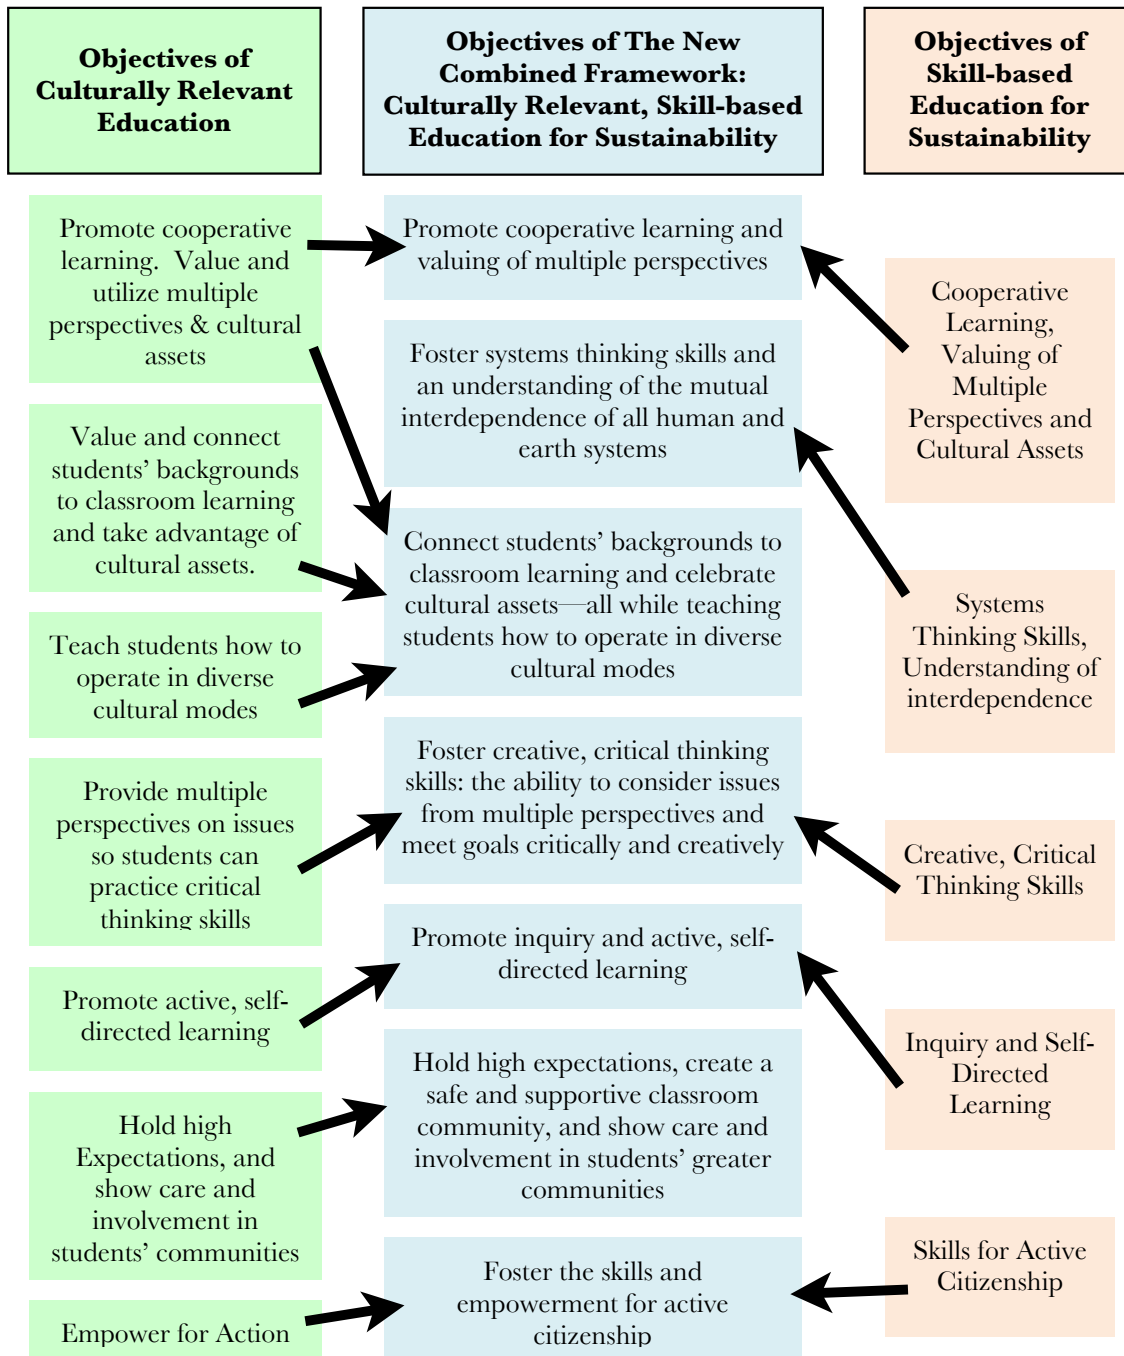 Objectives of
Culturally Relevant
Education
Objectives of The New
Combined Framework:
Culturally Relevant, Skill-based
Education for Sustainability
Objectives of
Skill-based
Education for
Sustainability
Promote cooperative
learning.  Value and
utilize multiple
perspectives & cultural
assets
Value and connect
students’ backgrounds
to classroom learning
and take advantage of
cultural assets.
Teach students how to
operate in diverse
cultural modes
Provide multiple
perspectives on issues
so students can
practice critical
thinking skills
Promote active, self-
directed learning
Hold high
Expectations, and
show care and
involvement in
students’ communities
Empower for Action
Promote cooperative learning and
valuing of multiple perspectives
Foster systems thinking skills and
an understanding of the mutual
interdependence of all human and
earth systems
Connect students’ backgrounds to
classroom learning and celebrate
cultural assets—all while teaching
students how to operate in diverse
cultural modes
Foster creative, critical thinking
skills: the ability to consider issues
from multiple perspectives and
meet goals critically and creatively
Promote inquiry and active, self-
directed learning
Hold high expectations, create a
safe and supportive classroom
community, and show care and
involvement in students’ greater
communities
Foster the skills and
empowerment for active
citizenship
Cooperative
Learning,
Valuing of
Multiple
Perspectives and
Cultural Assets
Systems
Thinking Skills,
Understanding of
interdependence
Creative, Critical
Thinking Skills
Inquiry and Self-
Directed
Learning
Skills for Active
Citizenship